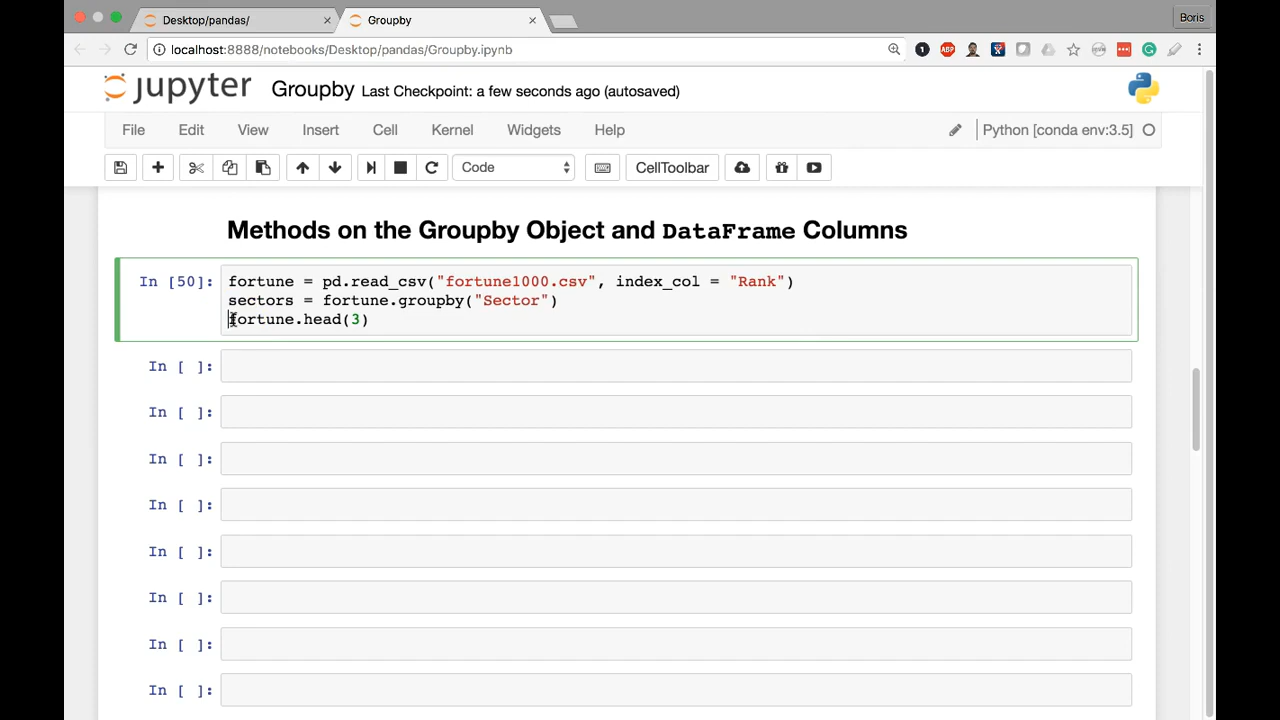 Desktop/pandas/
Groupby
Boris
localhost:8888/notebooks/Desktop/pandas/Groupby.ipynb
jupyter Groupby Last Checkpoint: a few seconds ago (autosaved)
File Edit View Insert Cell Kernel Widgets Help Python [conda env:3.5]
Code CellToolbar
Methods on the Groupby Object and DataFrame Columns
In [50]: fortune = pd.read_csv("fortune1000.csv", index_col = "Rank")
sectors = fortune.groupby("Sector")
fortune.head(3)
In [ ]:
In [ ]:
In [ ]:
In [ ]:
In [ ]:
In [ ]:
In [ ]:
In [ ]: